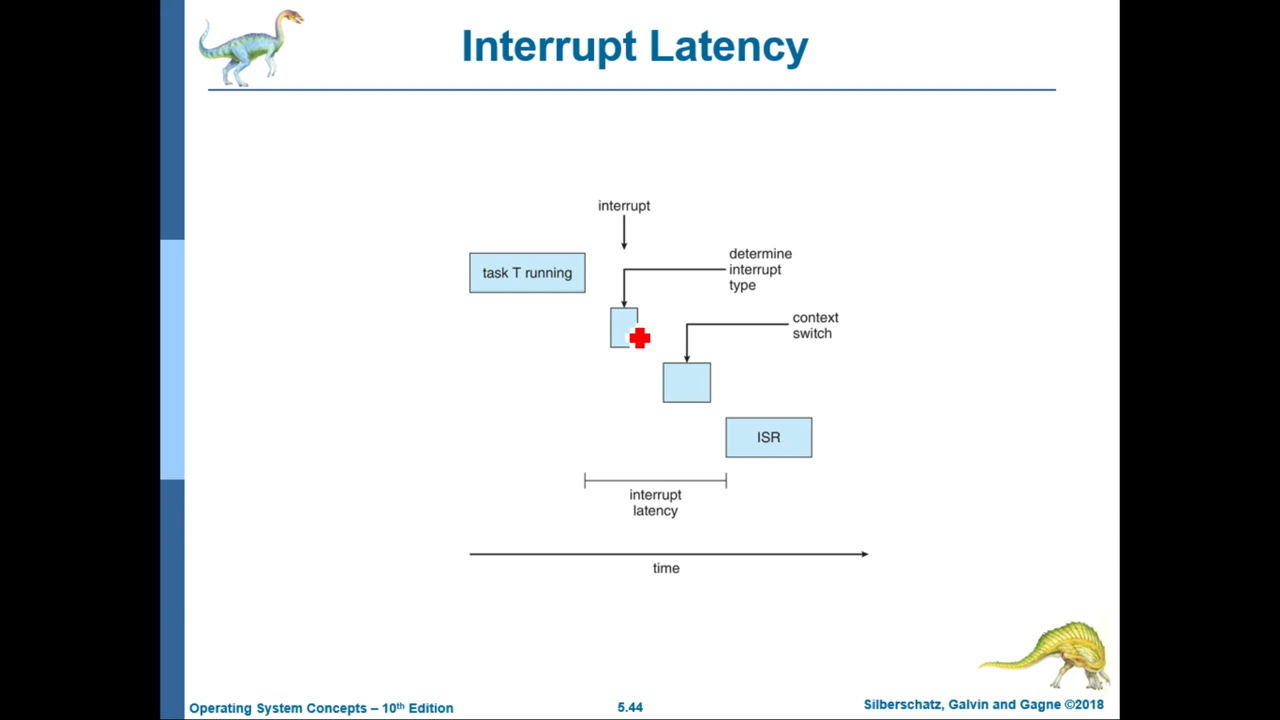 Interrupt Latency
interrupt
task T running
determine
interrupt
type
context
switch
ISR
interrupt
latency
time
Operating System Concepts – 10th Edition
5.44
Silberschatz, Galvin and Gagne ©2018